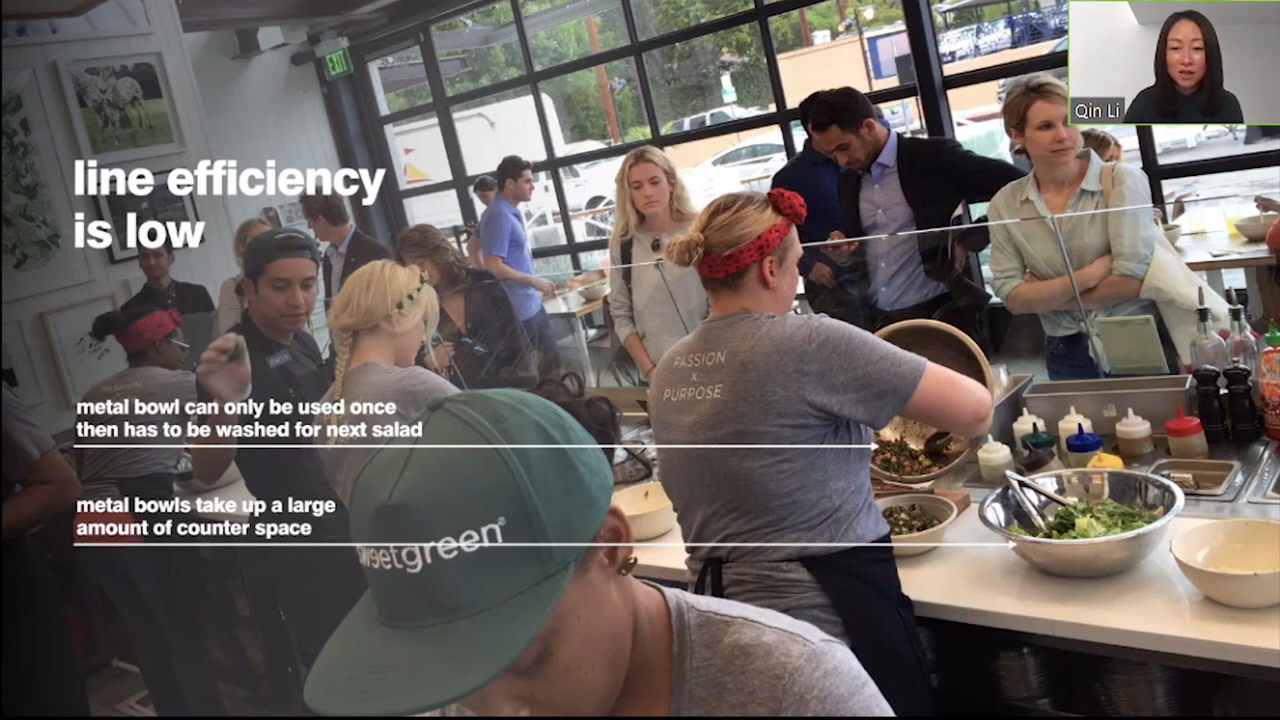 EXIT
Qin Li
line efficiency
is low
PASSION
x
PURPOSE
metal bowl can only be used once
then has to be washed for next salad
metal bowls take up a large
amount of counter space
sweetgreen®